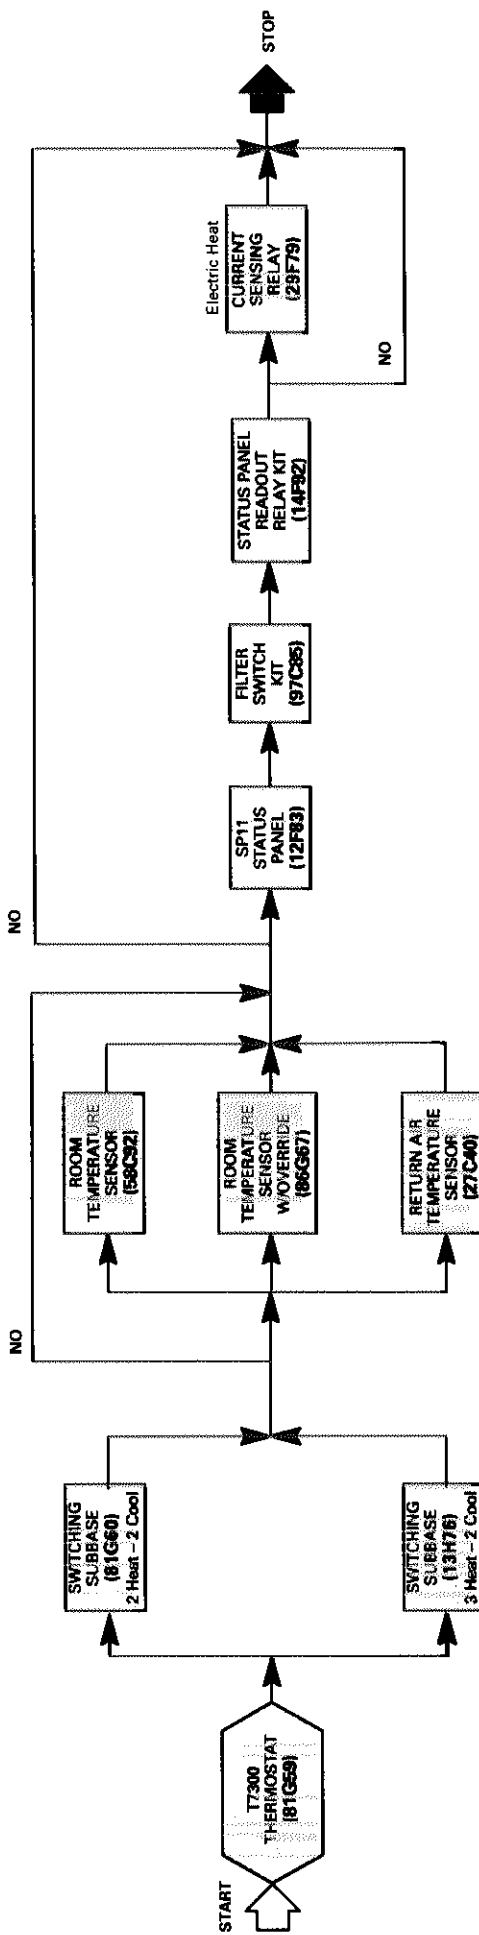 START
T7300
THERMOSTAT
(81G59)
SWITCHING
SUBBASE
(81G60)
2 Heat – 2 Cool
SWITCHING
SUBBASE
(13H76)
3 Heat – 2 Cool
NO
ROOM
TEMPERATURE
SENSOR
(58C92)
ROOM
TEMPERATURE
SENSOR
W/OVERRIDE
(86G67)
RETURN AIR
TEMPERATURE
SENSOR
(27C40)
NO
SP11
STATUS
PANEL
(12F83)
FILTER
SWITCH
KIT
(97C85)
STATUS PANEL
READOUT
RELAY KIT
(14F92)
NO
Electric Heat
CURRENT
SENSING
RELAY
(29F79)
STOP